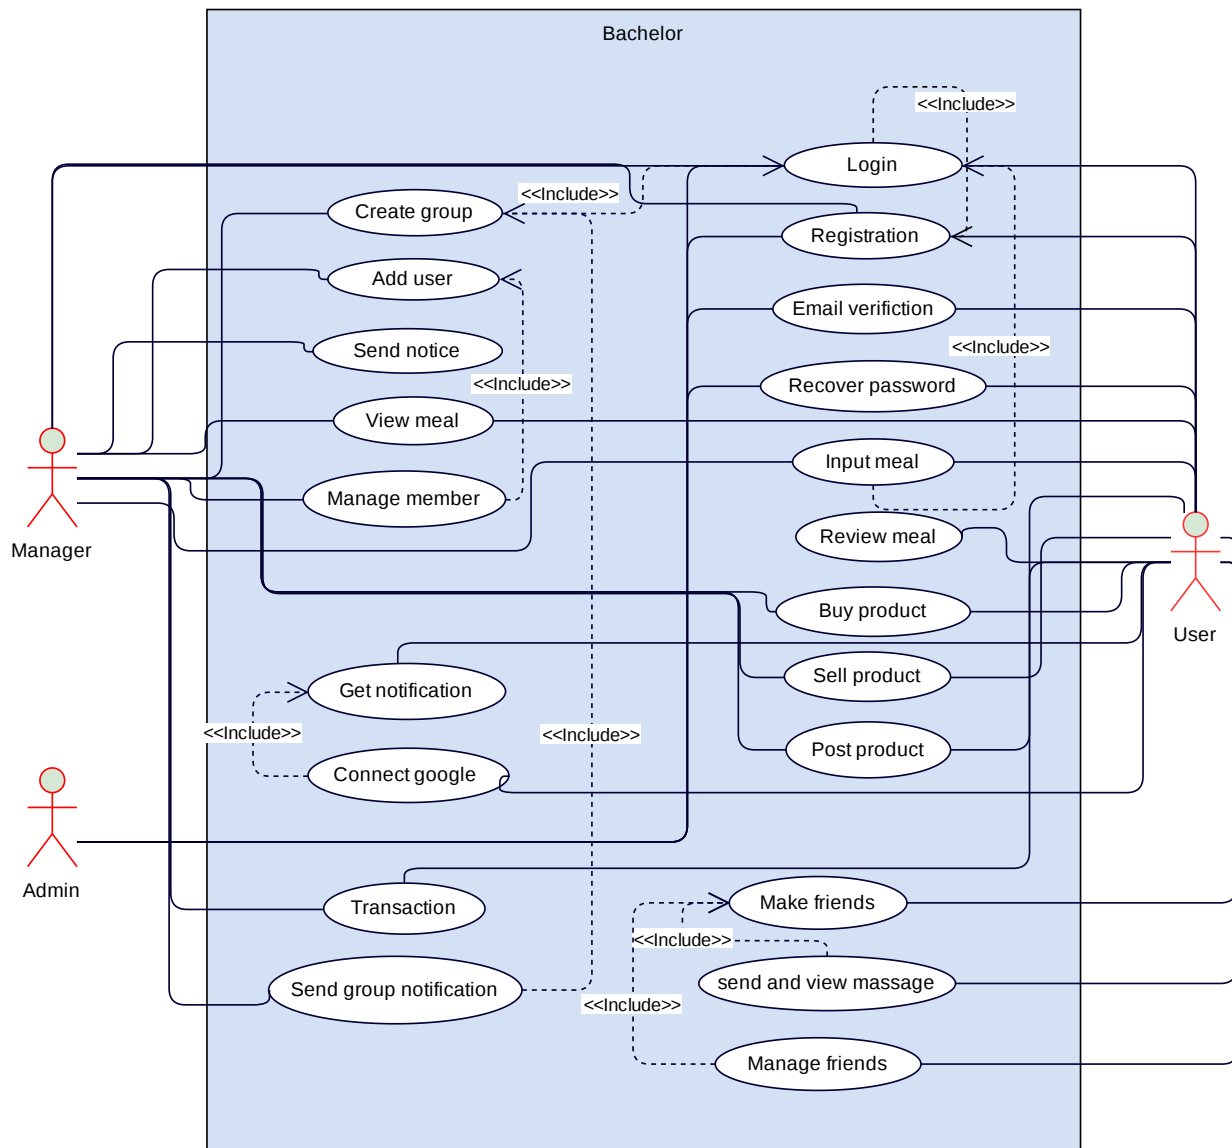 Bachelor
<<Include>>
Login
<<Include>>
Create group
Registration
Add user
Email verifiction
Send notice
<<Include>>
<<Include>>
Recover password
View meal
Input meal
Manage member
Review meal
Manager
Buy product
User
Sell product
Get notification
<<Include>>
<<Include>>
Post product
Connect google
Admin
Make friends
Transaction
<<Include>>
send and view massage
Send group notification
<<Include>>
Manage friends